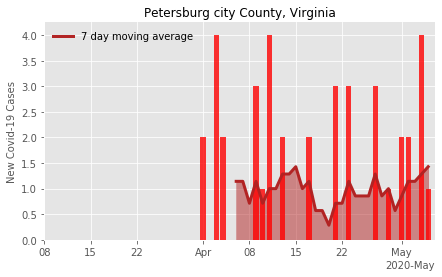 Petersburg city County, Virginia
7 day moving average
New Covid-19 Cases
4.0
3.5
3.0
2.5
2.0
1.5
1.0
0.5
0.0
08 15 22 Apr 08 15 22 May
2020-May